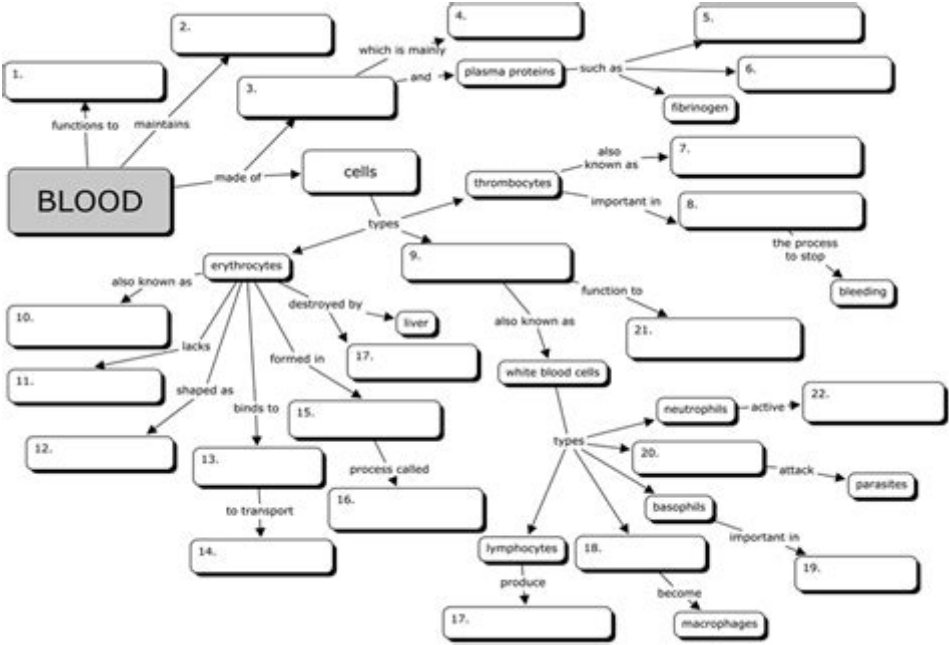 1.
2.
3.
4.
5.
which is mainly
and
plasma proteins
such as
6.
fibrinogen
functions to
maintains
BLOOD
made of
cells
types
thrombocytes
also
known as
7.
important in
8.
the process
to stop
bleeding
erythrocytes
9.
function to
21.
also known as
10.
lacks
11.
shaped as
12.
binds to
13.
to transport
14.
formed in
15.
process called
16.
destroyed by
liver
17.
also known as
white blood cells
types
neutrophils
active
22.
20.
attack
parasites
basophils
important in
19.
lymphocytes
produce
17.
18.
become
macrophages